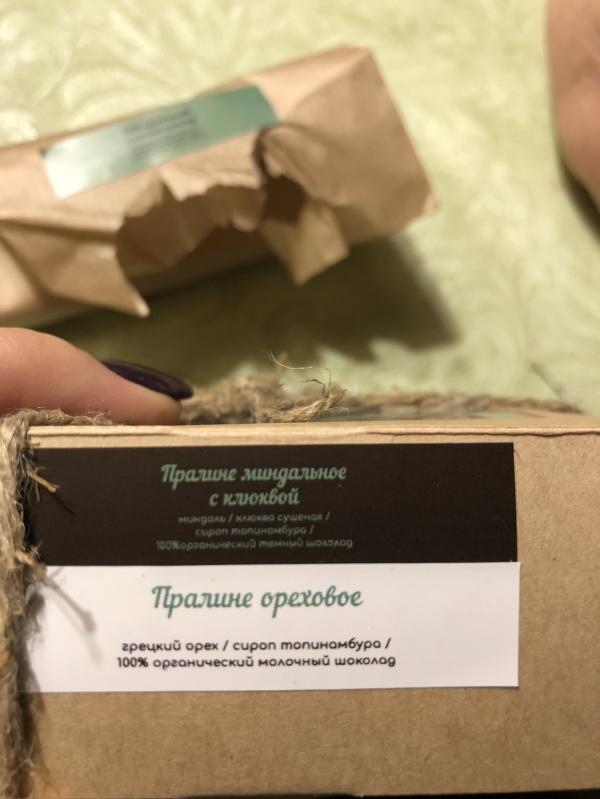 Пралине миндальное
с клюквой
миндаль / клюква сушеная /
сироп топинамбура /
100%органический темный шоколад
Пралине ореховое
грецкий орех / сироп топинамбура /
100% органический молочный шоколад